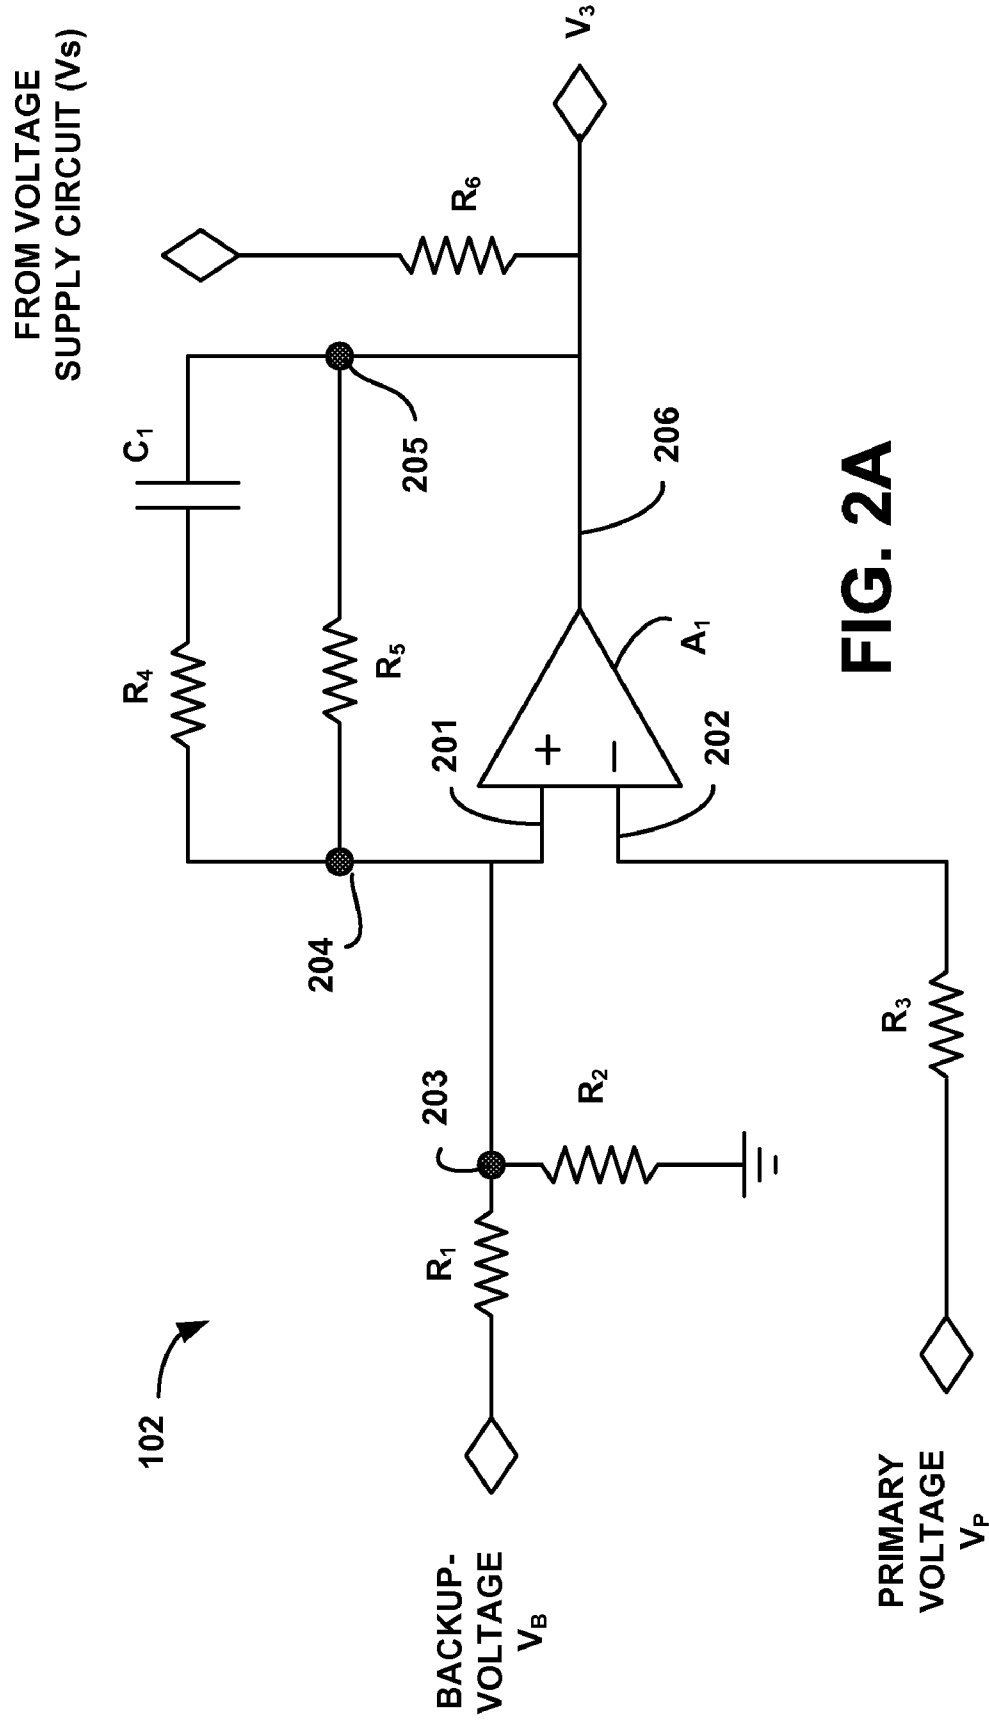 FROM VOLTAGE
SUPPLY CIRCUIT (Vs)
C1
R4
R6
V3
205
R5
204
206
201
+
−
A1
202
102
203
R1
R2
R3
BACKUP-
VOLTAGE
VB
PRIMARY
VOLTAGE
VP
FIG. 2A